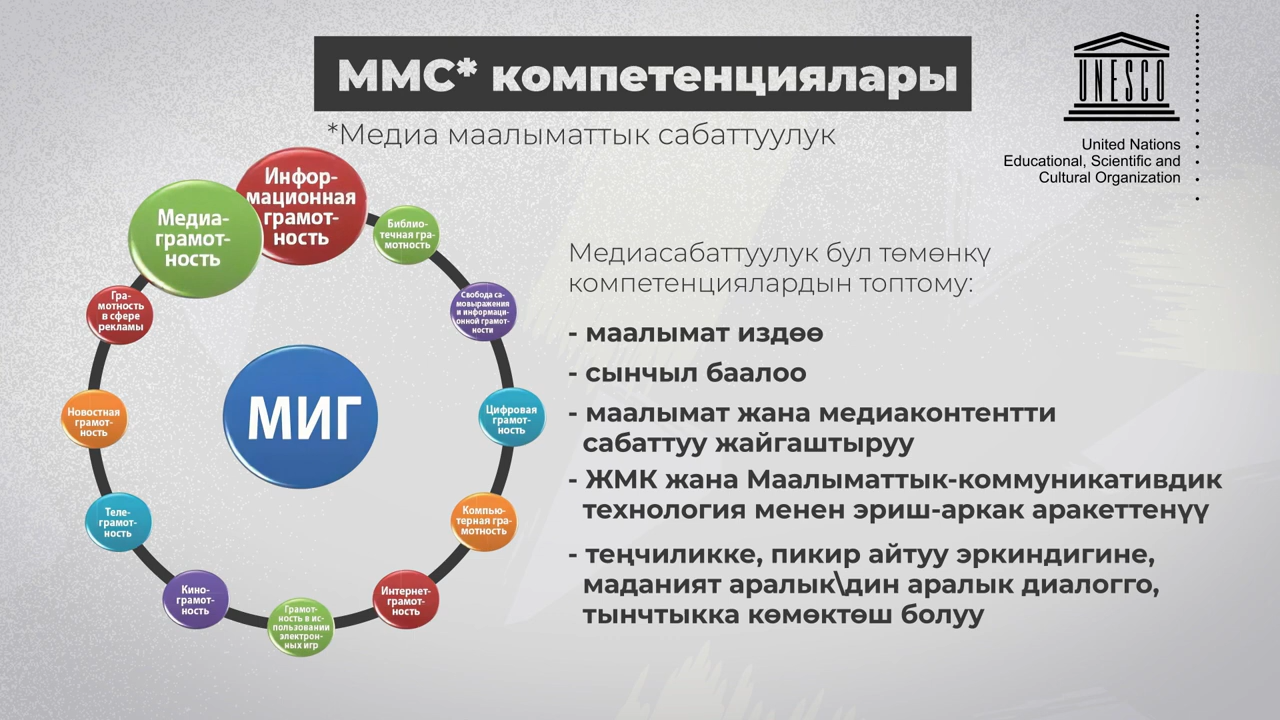 ММС* компетенциялары
*Медиа маалыматтык сабаттуулук
UNESCO
United Nations
Educational, Scientific and
Cultural Organization
Инфор-
мационная
грамот-
ность
Медиа-
грамот-
ность
Библио-
течная гра-
мотность
Свобода са-
мовыражения
и информаци-
онной грамот-
ности
Цифровая
грамот-
ность
Компью-
терная гра-
мотность
Интернет-
грамот-
ность
Грамот-
ность в ис-
пользовании
электрон-
ных игр
Кино-
грамот-
ность
Теле-
грамот-
ность
Новостная
грамот-
ность
Гра-
мотность
в сфере
рекламы
МИГ
Медиасабаттуулук бул төмөнкү
компетенциялардын топтому:
- маалымат издөө
- сынчыл баалоо
- маалымат жана медиаконтентти
сабаттуу жайгаштыруу
- ЖМК жана Маалыматтык-коммуникативдик
технология менен эриш-аркак аракеттенүү
- теңчиликке, пикир айтуу эркиндигине,
маданият аралык\дин аралык диалогго,
тынчтыкка көмөктөш болуу